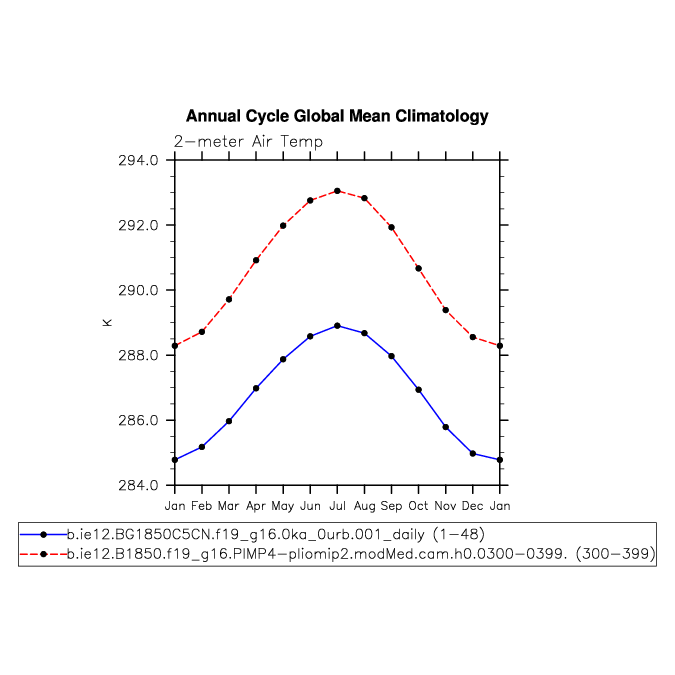 Annual Cycle Global Mean Climatology
2-meter Air Temp
294.0
292.0
290.0
288.0
286.0
284.0
K
Jan Feb Mar Apr May Jun Jul Aug Sep Oct Nov Dec Jan
b.ie12.BG1850C5CN.f19_g16.0ka_0urb.001_daily (1-48)
b.ie12.B1850.f19_g16.PIMP4-pliomip2.modMed.cam.h0.0300-0399. (300-399)